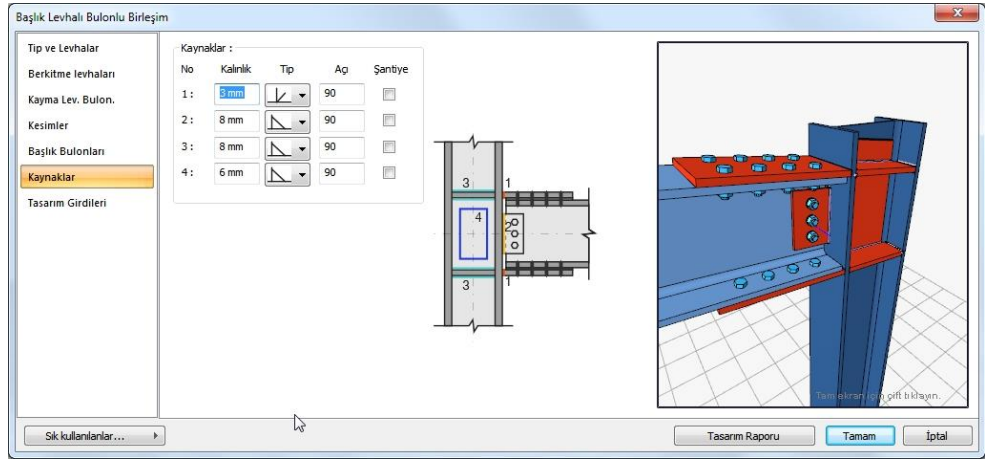 Başlık Levhalı Bulonlu Birleşim
Tip ve Levhalar
Berkitme levhaları
Kayma Lev. Bulon.
Kesimler
Başlık Bulonları
Kaynaklar
Tasarım Girdileri
Kaynaklar :
No Kalınlık Tip Açı Şantiye
1 : 3 mm 90
2 : 8 mm 90
3 : 8 mm 90
4 : 6 mm 90
3 1
4 2
3 1
Tam ekran için çift tıklayın.
Sık kullanılanlar...
Tasarım Raporu
Tamam
İptal